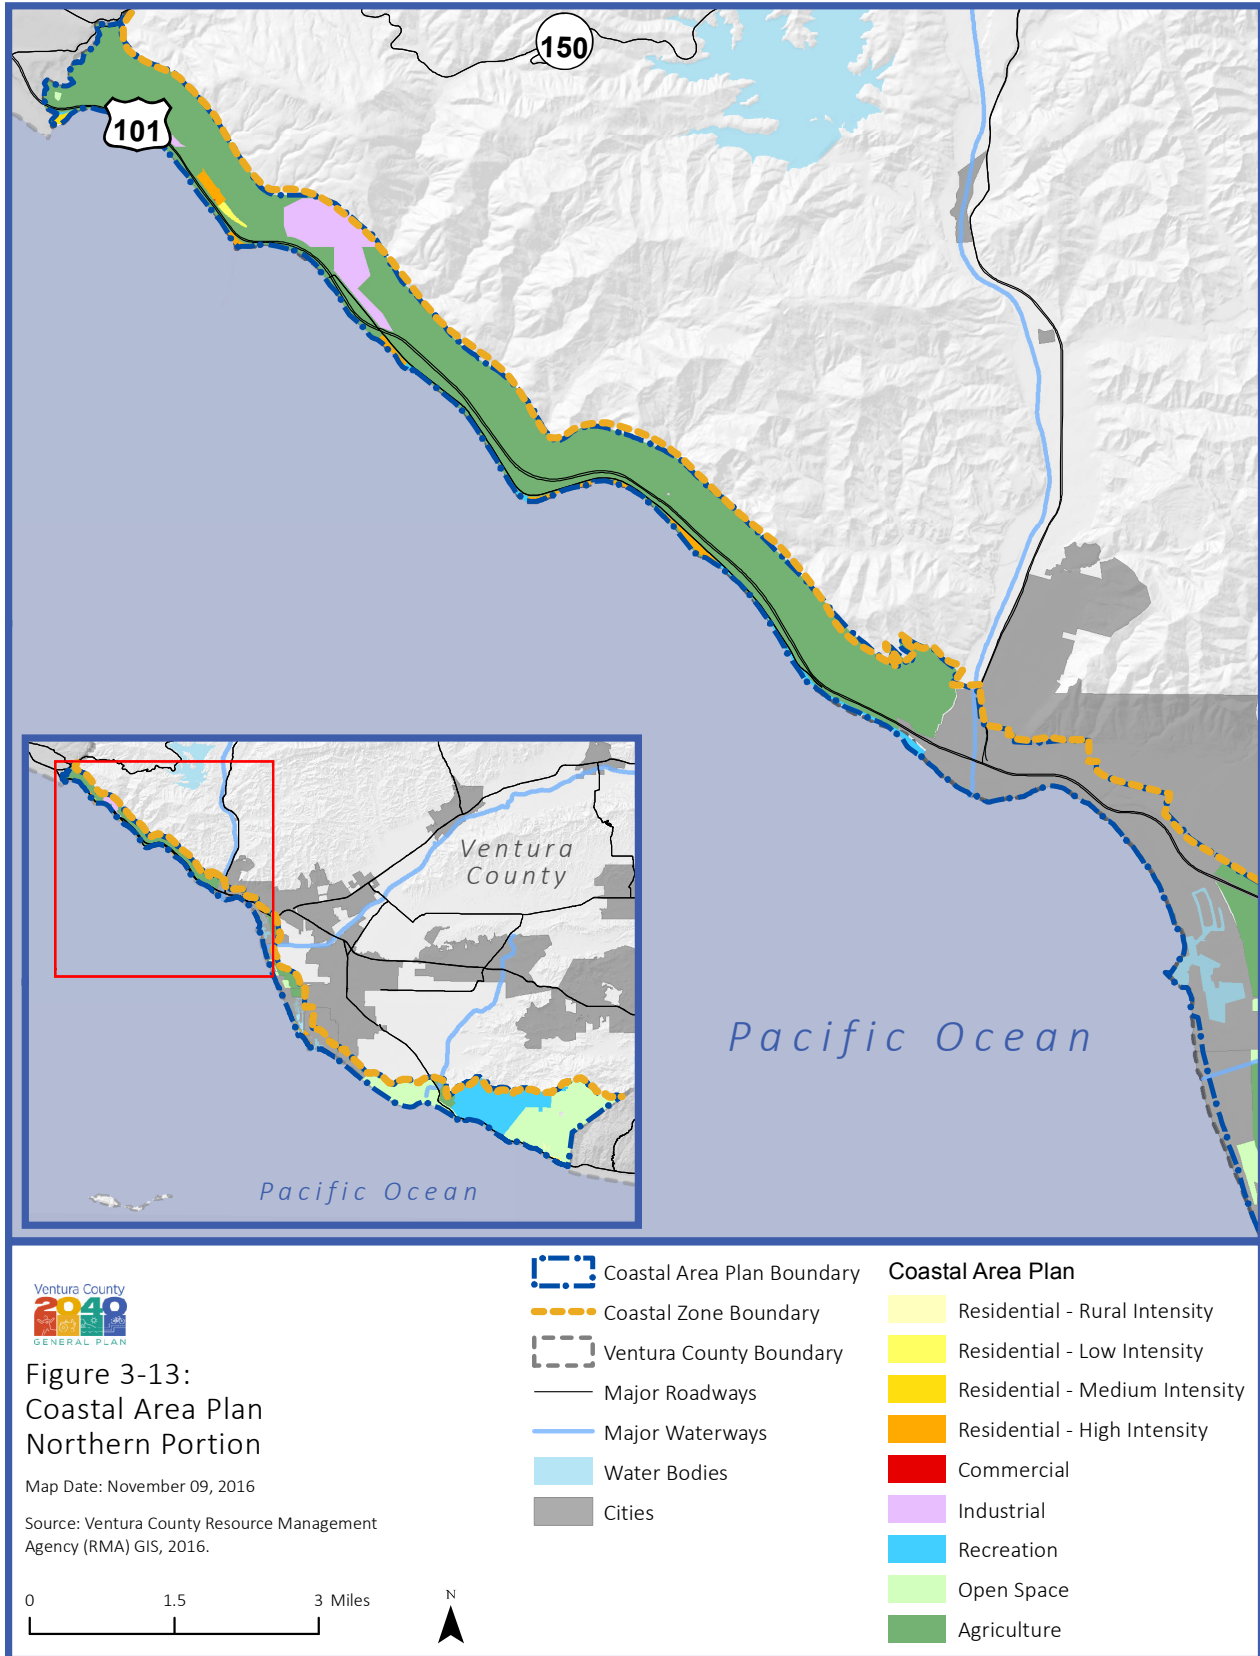 150
101
Ventura
County
Pacific Ocean
Pacific Ocean
Ventura County
2040
GENERAL PLAN
Figure 3-13:
Coastal Area Plan
Northern Portion
Map Date: November 09, 2016
Source: Ventura County Resource Management
Agency (RMA) GIS, 2016.
0 1.5 3 Miles
N
Coastal Area Plan Boundary
Coastal Zone Boundary
Ventura County Boundary
Major Roadways
Major Waterways
Water Bodies
Cities
Coastal Area Plan
Residential - Rural Intensity
Residential - Low Intensity
Residential - Medium Intensity
Residential - High Intensity
Commercial
Industrial
Recreation
Open Space
Agriculture